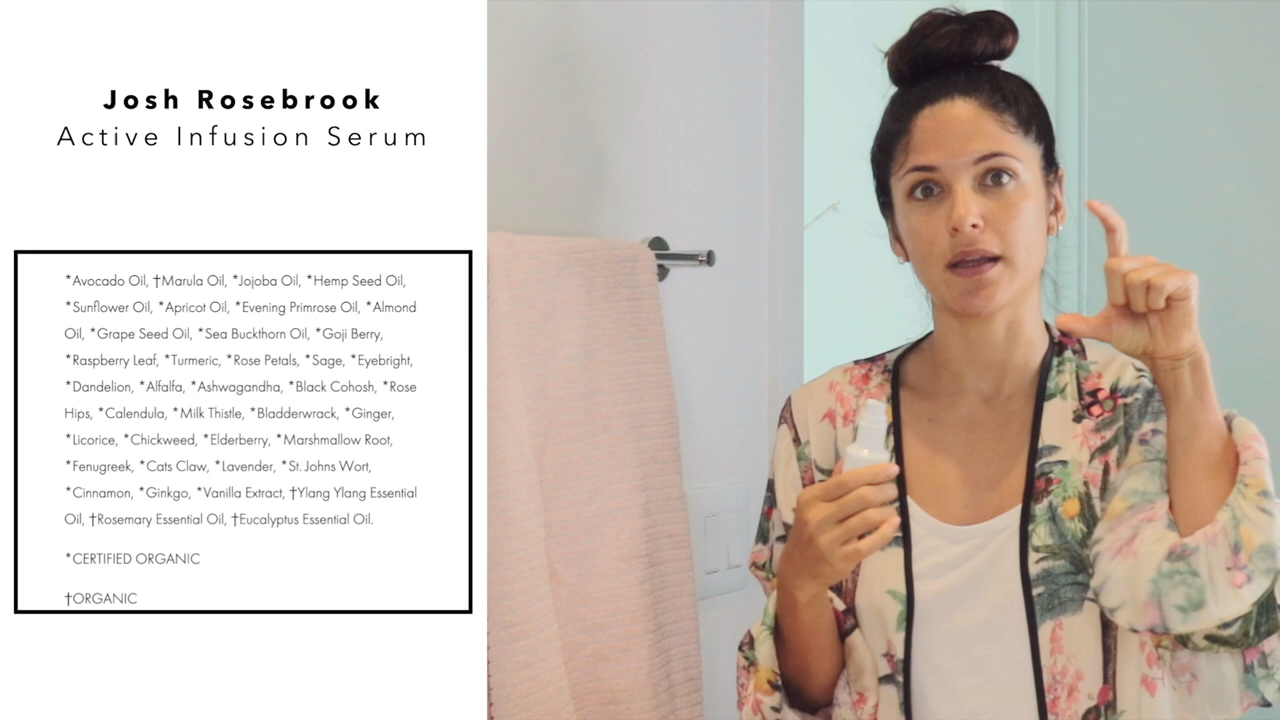 Josh Rosebrook
Active Infusion Serum
*Avocado Oil, †Marula Oil, *Jojoba Oil, *Hemp Seed Oil,
*Sunflower Oil, *Apricot Oil, *Evening Primrose Oil, *Almond
Oil, *Grape Seed Oil, *Sea Buckthorn Oil, *Goji Berry,
*Raspberry Leaf, *Turmeric, *Rose Petals, *Sage, *Eyebright,
*Dandelion, *Alfalfa, *Ashwagandha, *Black Cohosh, *Rose
Hips, *Calendula, *Milk Thistle, *Bladderwrack, *Ginger,
*Licorice, *Chickweed, *Elderberry, *Marshmallow Root,
*Fenugreek, *Cats Claw, *Lavender, *St. Johns Wort,
*Cinnamon, *Ginkgo, *Vanilla Extract, †Ylang Ylang Essential
Oil, †Rosemary Essential Oil, †Eucalyptus Essential Oil.
*CERTIFIED ORGANIC
†ORGANIC